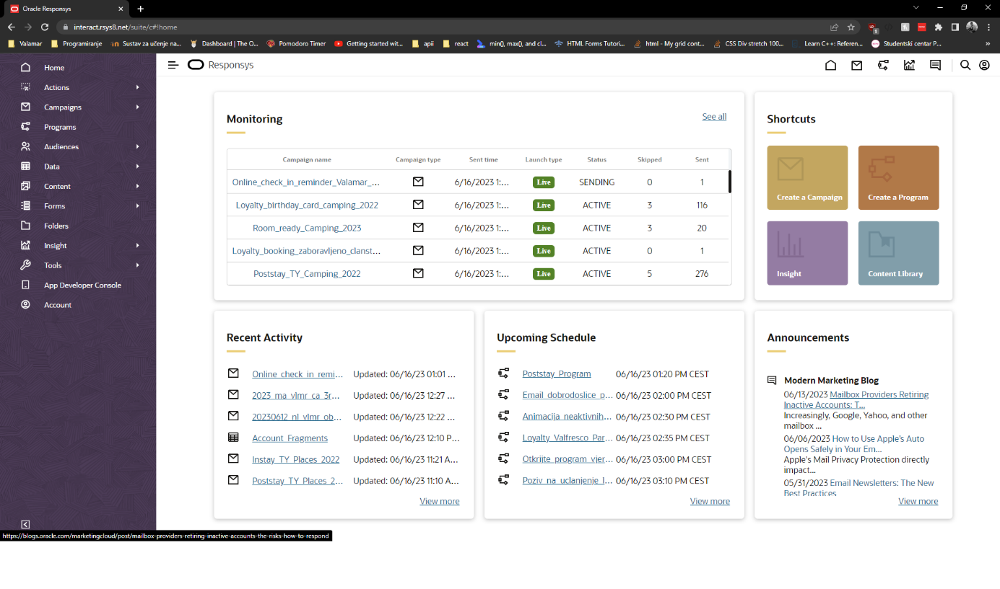 Oracle Responsys
interact.rsys8.net/suite/c#!home
Valamar
Programiranje
Sustav za učenje na...
Dashboard | The O...
Pomodoro Timer
Getting started wit...
apii
react
min(), max(), and cl...
HTML Forms Tutori...
html - My grid cont...
CSS Div stretch 100...
Learn C++: Referen...
Studentski centar P...
»
Home
Actions
Campaigns
Programs
Audiences
Data
Content
Forms
Folders
Insight
Tools
App Developer Console
Account
Responsys
Monitoring
See all
Campaign name Campaign type Sent time Launch type Status Skipped Sent
Online_check_in_reminder_Valamar_... 6/16/2023 1:... Live SENDING 0 1
Loyalty_birthday_card_camping_2022 6/16/2023 1:... Live ACTIVE 3 116
Room_ready_Camping_2023 6/16/2023 1:... Live ACTIVE 3 20
Loyalty_booking_zaboravljeno_clanst... 6/16/2023 1:... Live ACTIVE 0 1
Poststay_TY_Camping_2022 6/16/2023 1:... Live ACTIVE 5 276
Shortcuts
Create a Campaign
Create a Program
Insight
Content Library
Recent Activity
Online_check_in_remi... Updated: 06/16/23 01:01 ...
2023_ma_vlmr_ca_3r... Updated: 06/16/23 12:27 ...
20230612_nl_vlmr_ob... Updated: 06/16/23 12:22 ...
Account_Fragments Updated: 06/16/23 12:10 P...
Instay_TY_Places_2022 Updated: 06/16/23 11:21 A...
Poststay_TY_Places_2... Updated: 06/16/23 11:10 A...
View more
Upcoming Schedule
Poststay_Program 06/16/23 01:20 PM CEST
Email_dobrodoslice_p... 06/16/23 02:00 PM CEST
Animacija_neaktivnih... 06/16/23 02:30 PM CEST
Loyalty_Valfresco_Par... 06/16/23 02:35 PM CEST
Otkrijte_program_vjer... 06/16/23 03:00 PM CEST
Poziv_na_uclanjenje_l... 06/16/23 03:10 PM CEST
View more
Announcements
Modern Marketing Blog
06/13/2023 Mailbox Providers Retiring
Inactive Accounts: T...
Increasingly, Google, Yahoo, and other
mailbox ...
06/06/2023 How to Use Apple's Auto
Opens Safely in Your Em...
Apple's Mail Privacy Protection directly
impact...
05/31/2023 Email Newsletters: The New
Best Practices
View more
https://blogs.oracle.com/marketingcloud/post/mailbox-providers-retiring-inactive-accounts-the-risks-how-to-respond